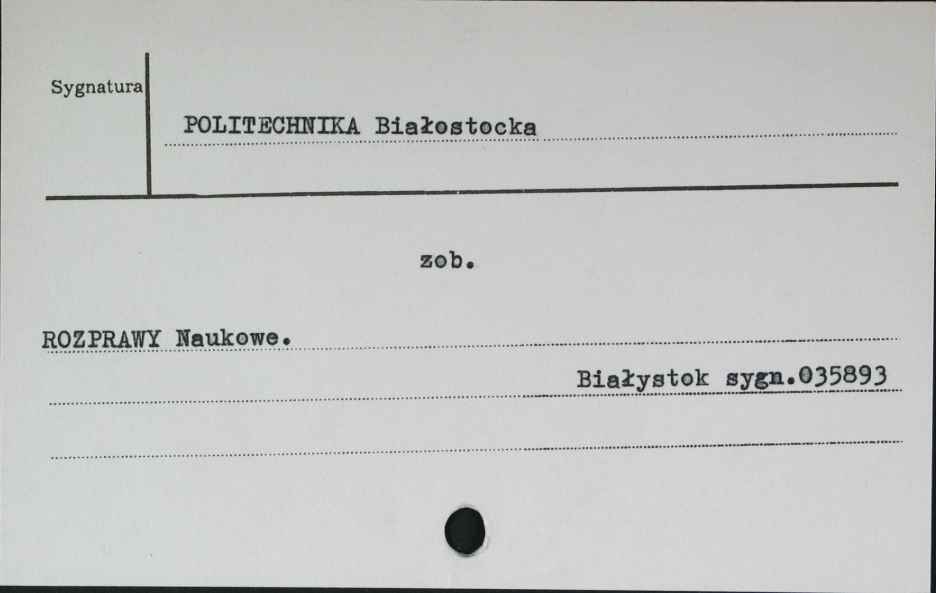 Sygnatura
POLITECHNIKA Białostocka
zob.
ROZPRAWY Naukowe.
Białystok sygn.035893